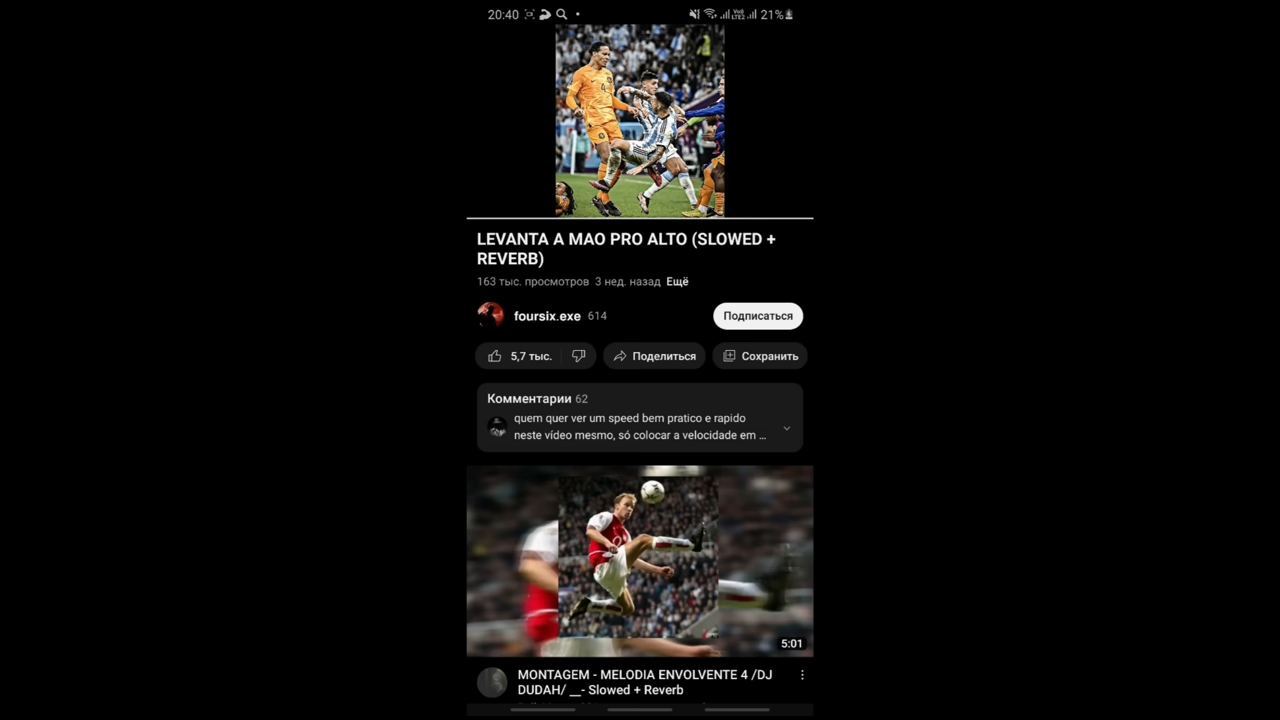 20:40
LTE2 21%
LEVANTA A MAO PRO ALTO (SLOWED +
REVERB)
163 тыс. просмотров 3 нед. назад Ещё
foursix.exe 614 Подписаться
5,7 тыс. Поделиться Сохранить
Комментарии 62
quem quer ver um speed bem pratico e rapido
neste vídeo mesmo, só colocar a velocidade em ...
5:01
MONTAGEM - MELODIA ENVOLVENTE 4 /DJ
DUDAH/ __- Slowed + Reverb